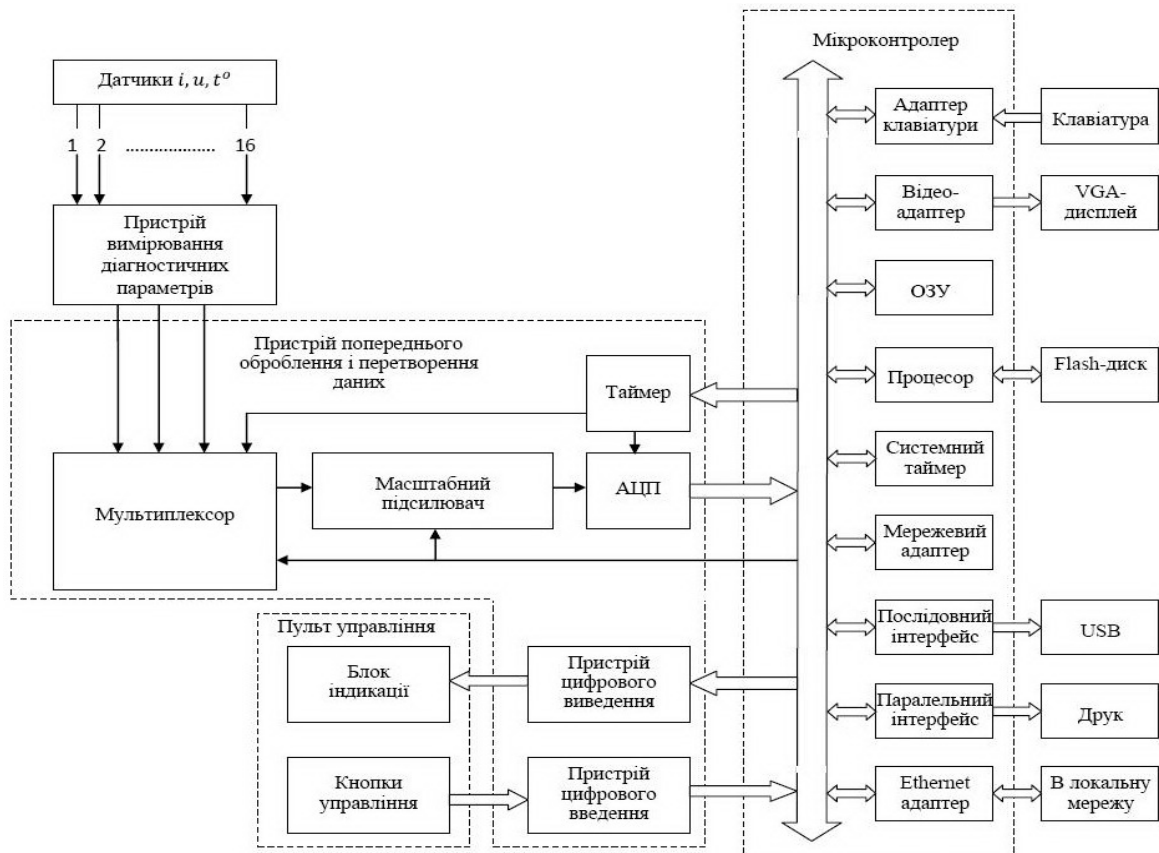 Датчики i, u, tᵒ
1 2 .................. 16
Пристрій
вимірювання
діагностичних
параметрів
Пристрій попереднього
оброблення і перетворення
даних
Таймер
Мультиплексор
Масштабний
підсилювач
АЦП
Пульт управління
Блок
індикації
Пристрій
цифрового
виведення
Кнопки
управління
Пристрій
цифрового
введення
Мікроконтролер
Адаптер
клавіатури
Клавіатура
Відео-
адаптер
VGA-
дисплей
ОЗУ
Процесор
Flash-диск
Системний
таймер
Мережевий
адаптер
Послідовний
інтерфейс
USB
Паралельний
інтерфейс
Друк
Ethernet
адаптер
В локальну
мережу